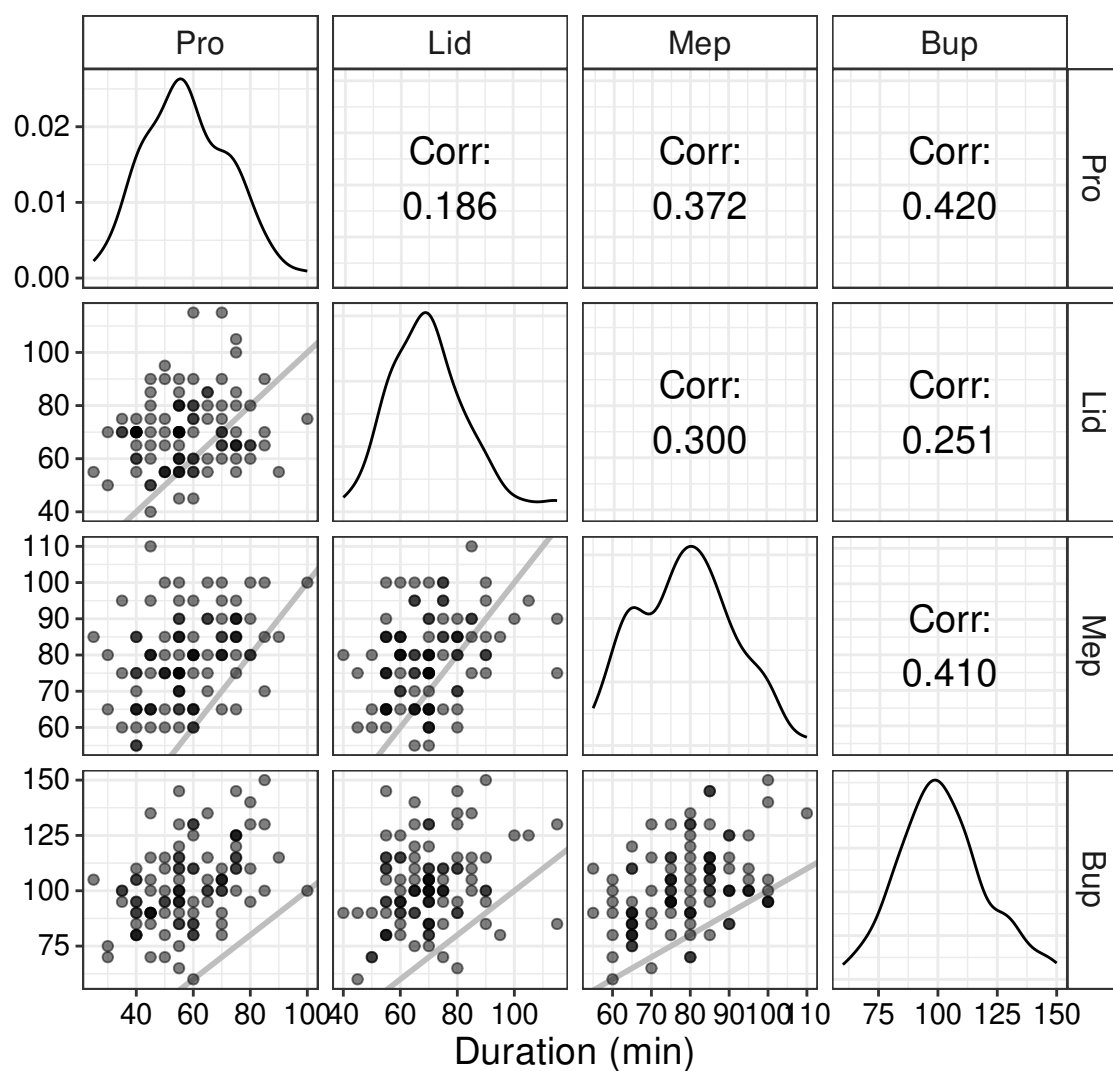 Pro Lid Mep Bup
0.02
0.01
0.00
Corr:
0.186
Corr:
0.372
Corr:
0.420
Pro
100
80
60
40
Corr:
0.300
Corr:
0.251
Lid
110
100
90
80
70
60
Corr:
0.410
Mep
150
125
100
75
Bup
40 60 80 100 40 60 80 100 60 70 80 90 100 110 75 100 125 150
Duration (min)